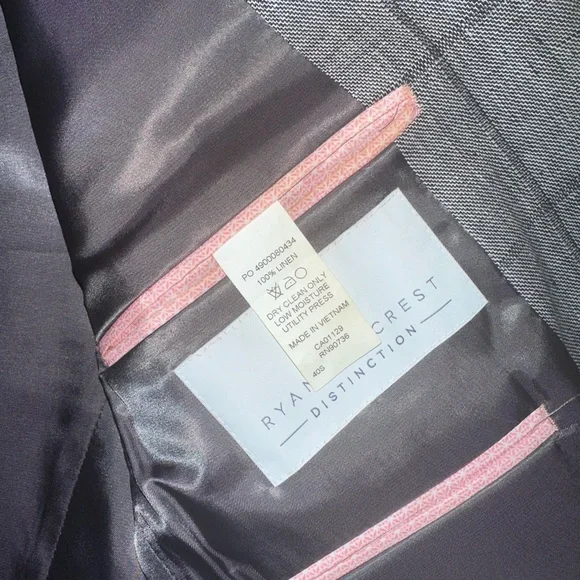 PO 4900080434
100% LINEN
DRY CLEAN ONLY
LOW MOISTURE
UTILITY PRESS
MADE IN VIETNAM
CA01129
RN90736
40S
RYAN CREST
DISTINCTION